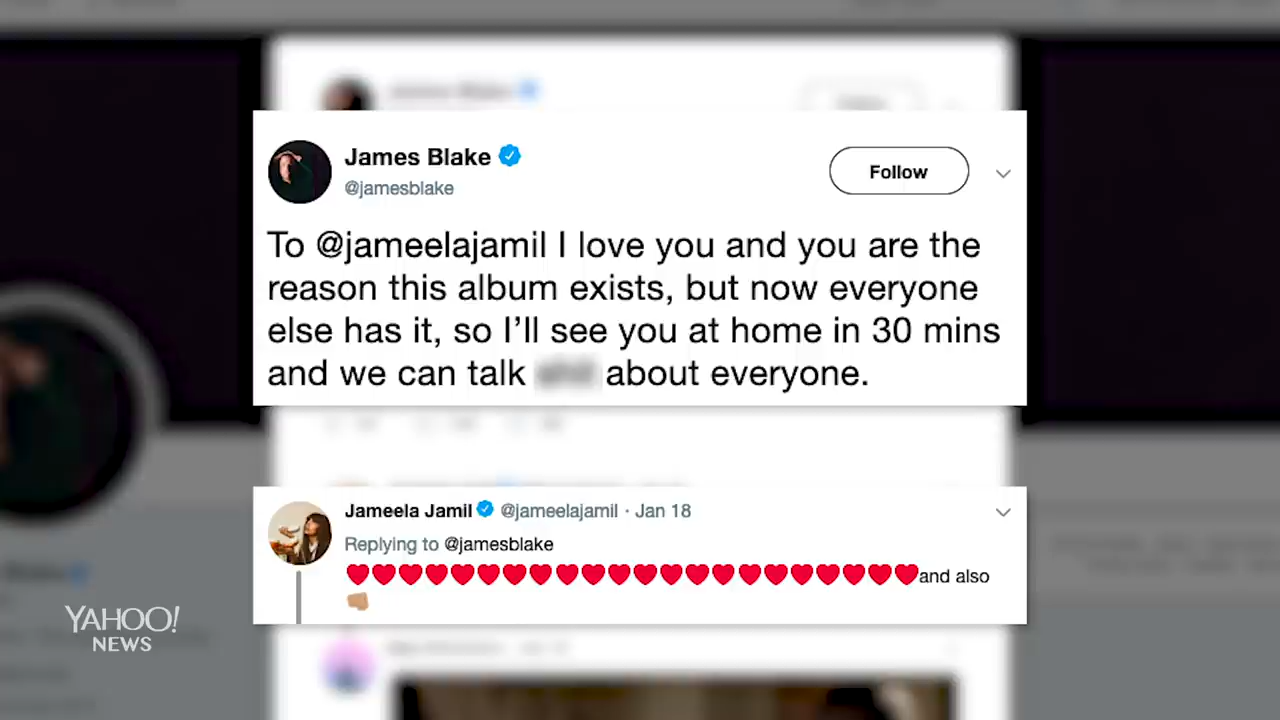 James Blake
@jamesblake
Follow
To @jameelajamil I love you and you are the
reason this album exists, but now everyone
else has it, so I’ll see you at home in 30 mins
and we can talk about everyone.
Jameela Jamil @jameelajamil · Jan 18
Replying to @jamesblake
❤❤❤❤❤❤❤❤❤❤❤❤❤❤❤❤❤❤❤❤❤❤and also
🤜🏽
YAHOO!
NEWS